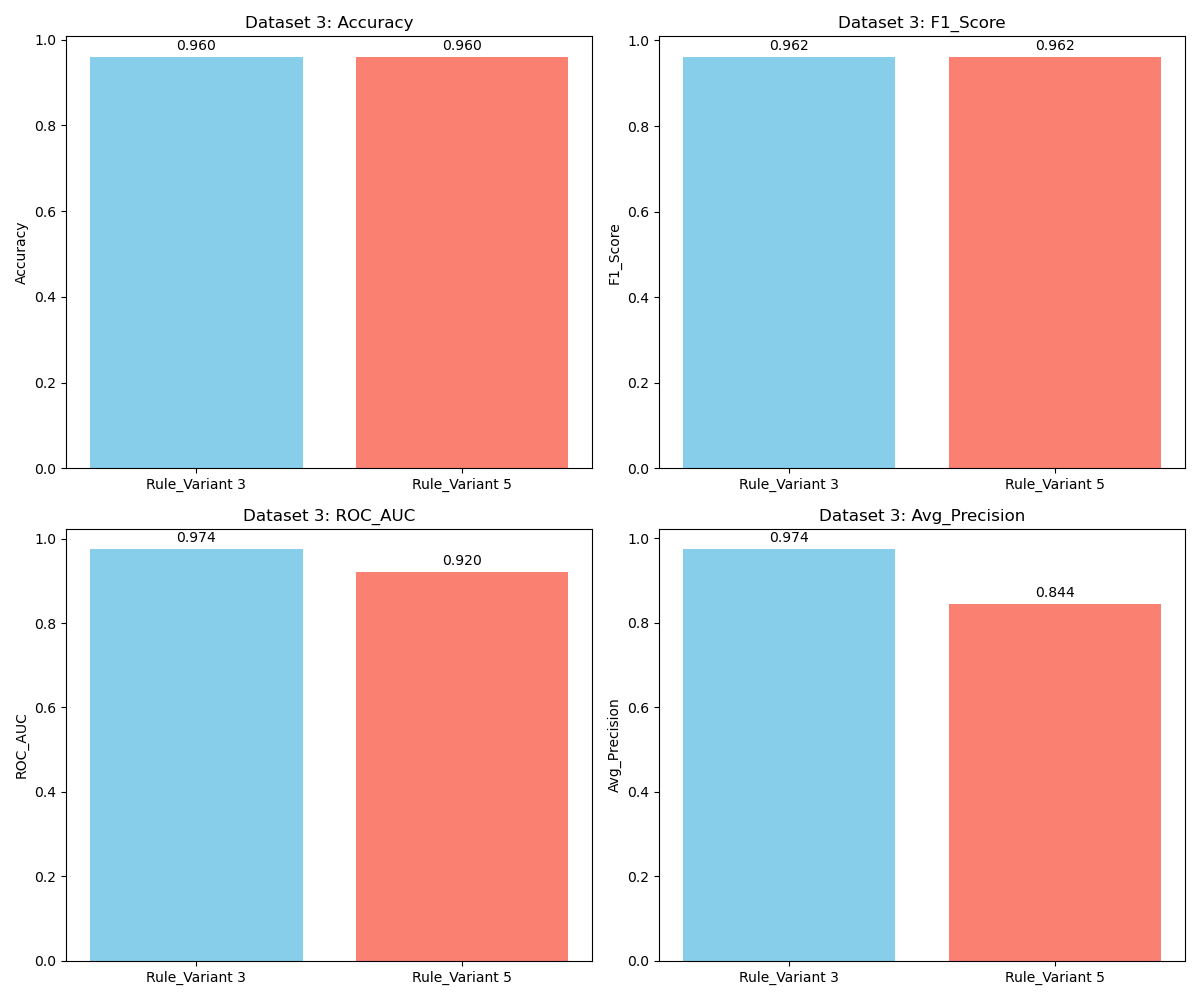 Dataset 3: Accuracy
0.960
0.960
1.0
0.8
0.6
0.4
0.2
0.0
Accuracy
Rule_Variant 3
Rule_Variant 5
Dataset 3: F1_Score
0.962
0.962
1.0
0.8
0.6
0.4
0.2
0.0
F1_Score
Rule_Variant 3
Rule_Variant 5
Dataset 3: ROC_AUC
0.974
0.920
1.0
0.8
0.6
0.4
0.2
0.0
ROC_AUC
Rule_Variant 3
Rule_Variant 5
Dataset 3: Avg_Precision
0.974
0.844
1.0
0.8
0.6
0.4
0.2
0.0
Avg_Precision
Rule_Variant 3
Rule_Variant 5